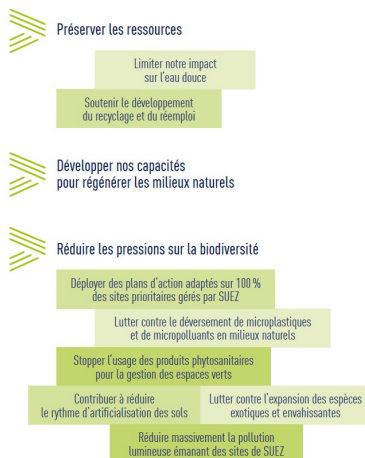 Préserver les ressources
Limiter notre impact
sur l'eau douce
Soutenir le développement
du recyclage et du réemploi
Développer nos capacités
pour régénérer les milieux naturels
Réduire les pressions sur la biodiversité
Déployer des plans d'action adaptés sur 100 %
des sites prioritaires gérés par SUEZ
Lutter contre le déversement de microplastiques
et de micropolluants en milieux naturels
Stopper l'usage des produits phytosanitaires
pour la gestion des espaces verts
Contribuer à réduire
le rythme d'artificialisation des sols
Lutter contre l'expansion des espèces
exotiques et envahissantes
Réduire massivement la pollution
lumineuse émanant des sites de SUEZ